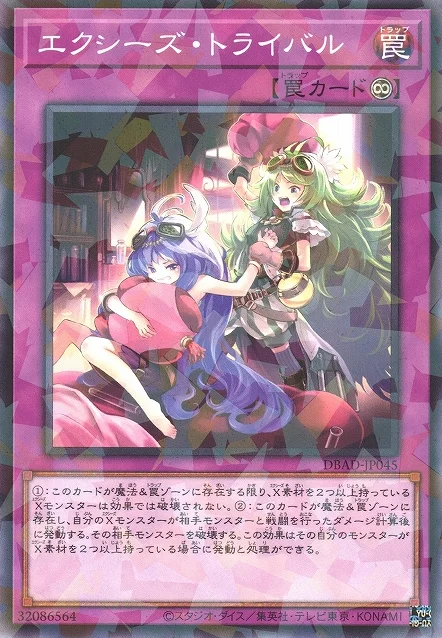 エクシーズ・トライバル
罠
トラップ
【罠カード】
トラップ
DBAD-JP045
①：このカードが魔法＆罠ゾーンに存在する限り、X素材を２つ以上持っている
Xモンスターは効果では破壊されない。②：このカードが魔法＆罠ゾーンに
存在し、自分のXモンスターが相手モンスターと戦闘を行ったダメージ計算後
に発動する。その相手モンスターを破壊する。この効果はその自分のモンスターが
X素材を２つ以上持っている場合に発動と処理ができる。
32086564
©スタジオ・ダイス／集英社・テレビ東京・KONAMI